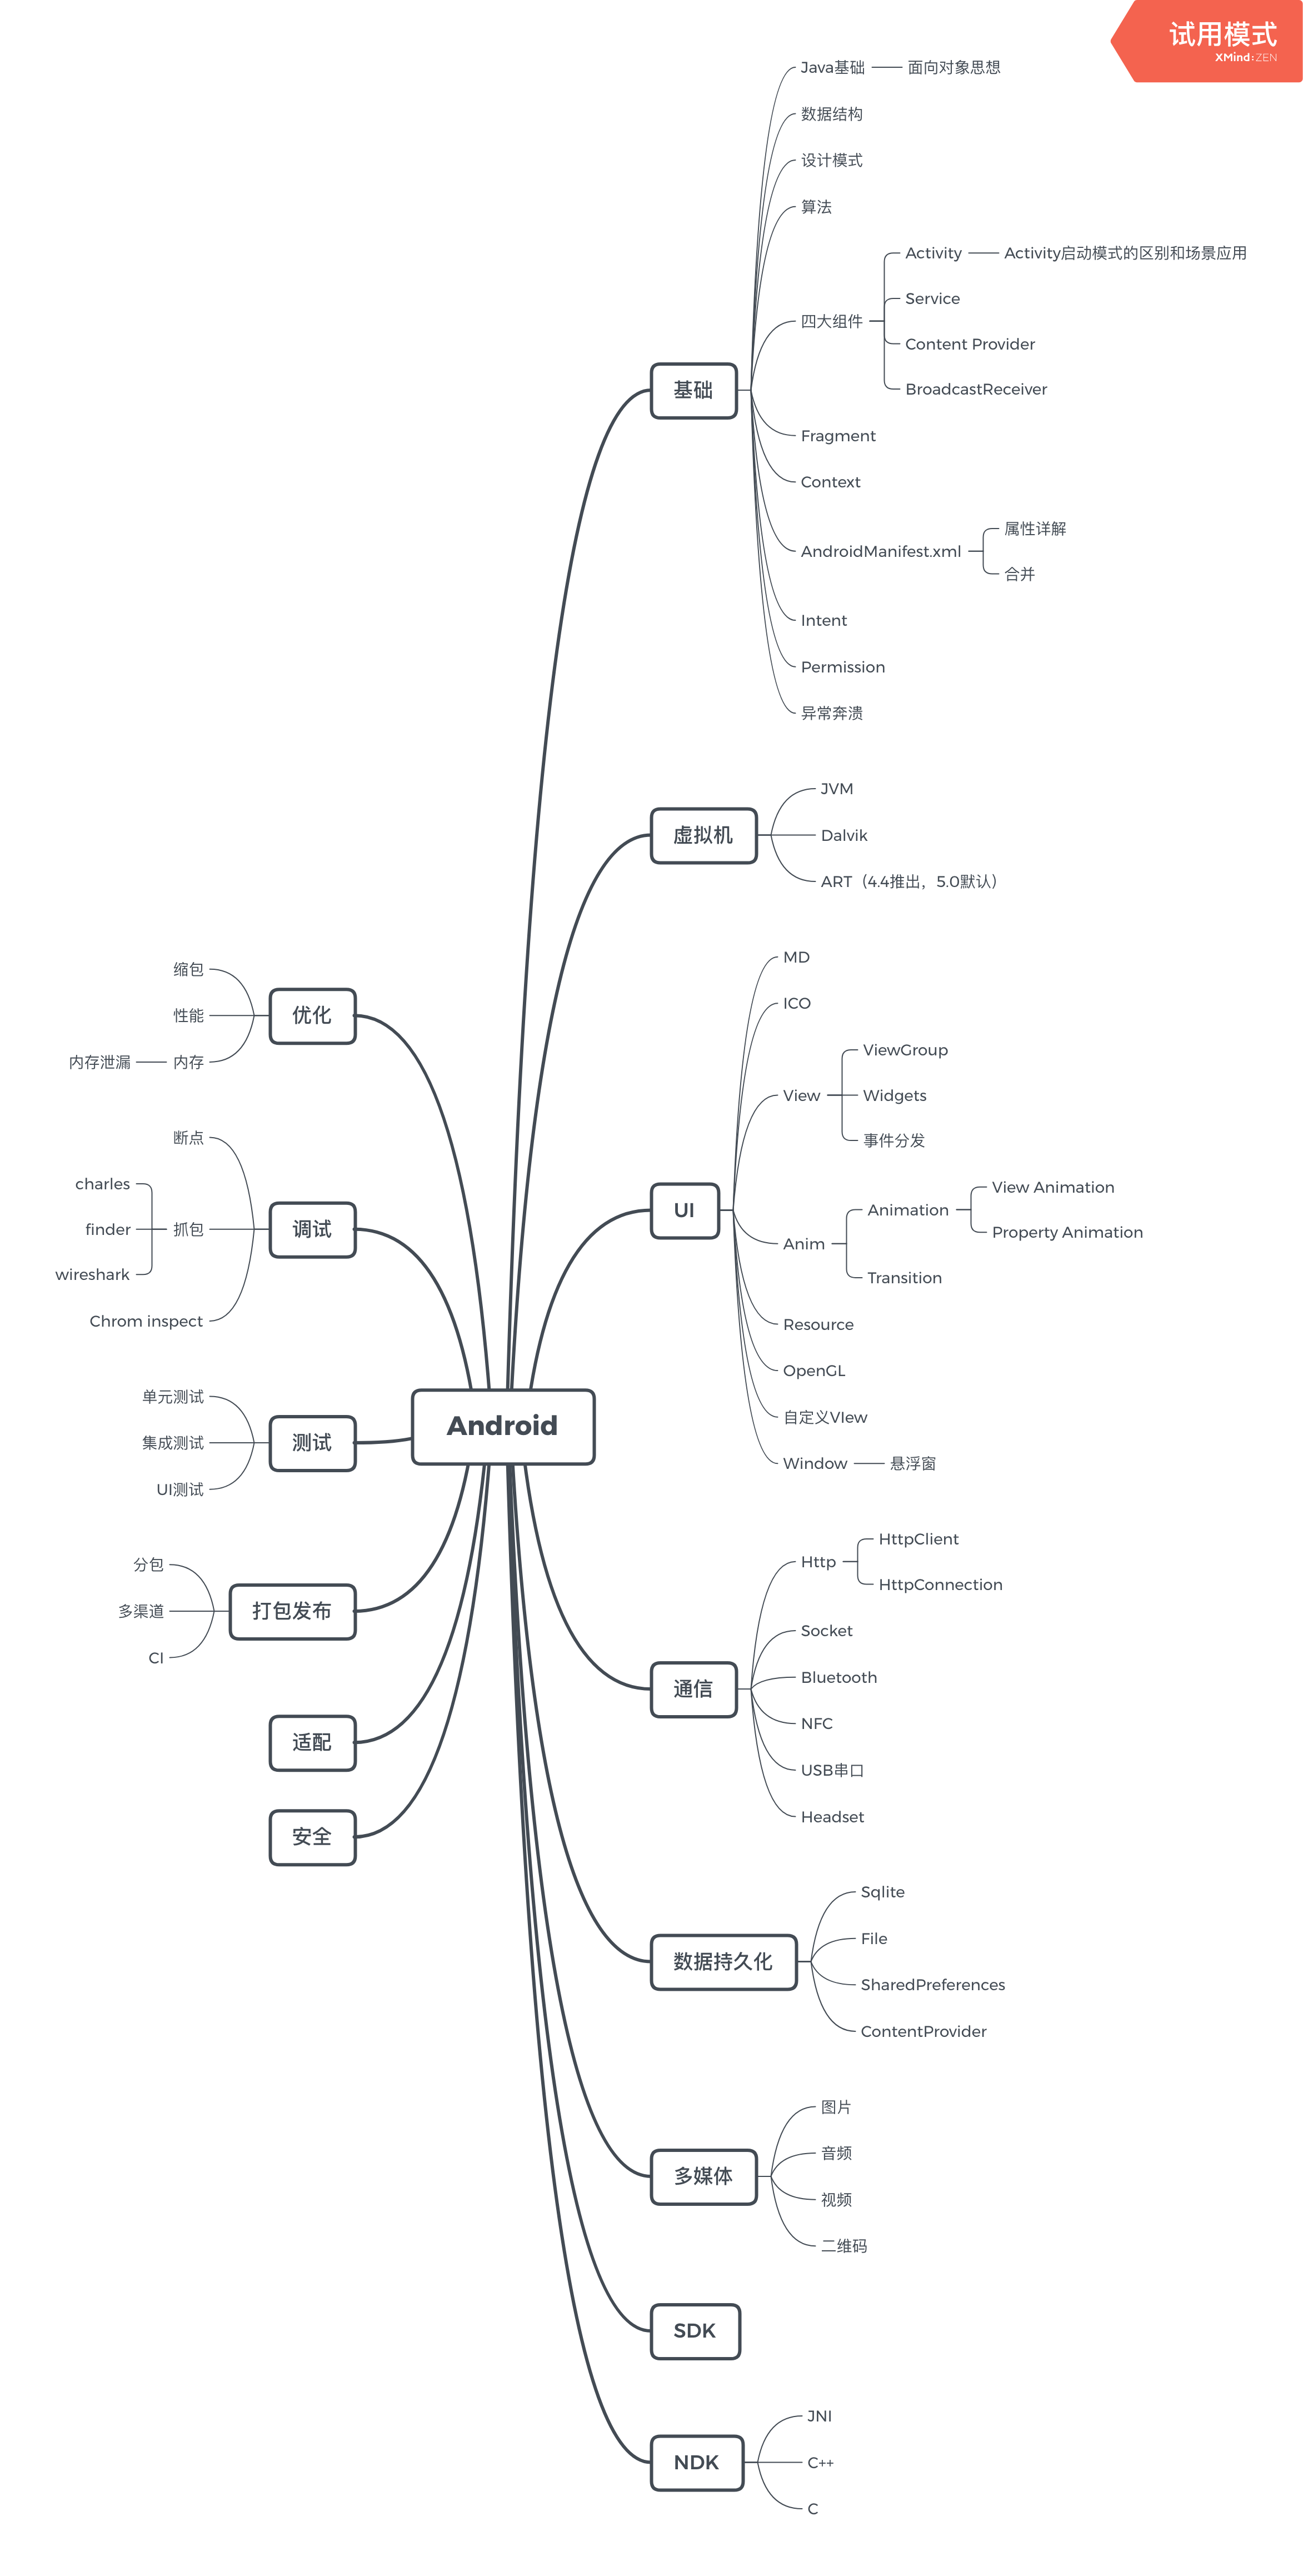 试用模式
XMind:ZEN
Java基础
面向对象思想
数据结构
设计模式
算法
Activity
Activity启动模式的区别和场景应用
Service
四大组件
Content Provider
BroadcastReceiver
基础
Fragment
Context
属性详解
AndroidManifest.xml
合并
Intent
Permission
异常奔溃
JVM
虚拟机
Dalvik
ART（4.4推出，5.0默认）
MD
ICO
ViewGroup
View
Widgets
事件分发
View Animation
Animation
UI
Property Animation
Anim
Transition
Resource
OpenGL
自定义VIew
Window
悬浮窗
HttpClient
Http
HttpConnection
Socket
Bluetooth
通信
NFC
USB串口
Headset
Sqlite
File
数据持久化
SharedPreferences
ContentProvider
图片
音频
多媒体
视频
二维码
SDK
JNI
NDK
C++
C
Android
缩包
性能
优化
内存泄漏
内存
断点
charles
finder
抓包
调试
wireshark
Chrom inspect
单元测试
集成测试
测试
UI测试
分包
多渠道
打包发布
CI
适配
安全